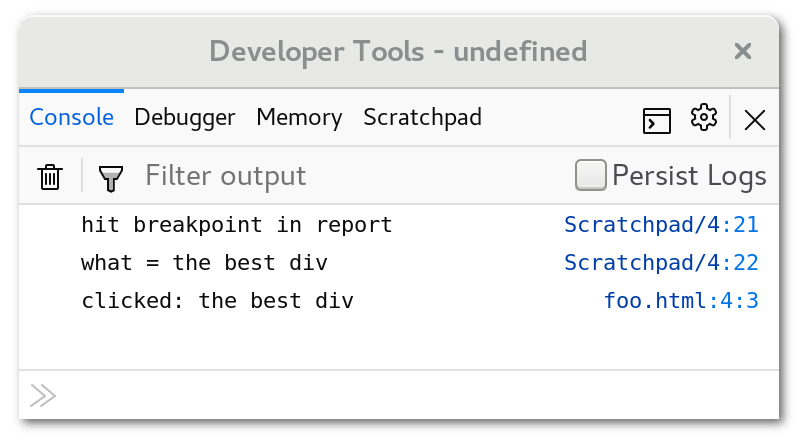 Developer Tools - undefined
Console Debugger Memory Scratchpad
Filter output Persist Logs
hit breakpoint in report Scratchpad/4:21
what = the best div Scratchpad/4:22
clicked: the best div foo.html:4:3